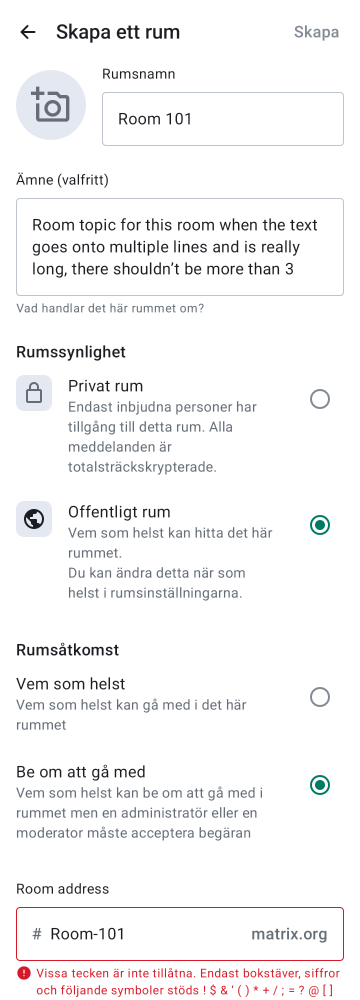 Skapa ett rum
Skapa
Rumsnamn
Room 101
Ämne (valfritt)
Room topic for this room when the text
goes onto multiple lines and is really
long, there shouldn’t be more than 3
Vad handlar det här rummet om?
Rumssynlighet
Privat rum
Endast inbjudna personer har
tillgång till detta rum. Alla
meddelanden är
totalsträckskrypterade.
Offentligt rum
Vem som helst kan hitta det här
rummet.
Du kan ändra detta när som
helst i rumsinställningarna.
Rumsåtkomst
Vem som helst
Vem som helst kan gå med i det här
rummet
Be om att gå med
Vem som helst kan be om att gå med i
rummet men en administratör eller en
moderator måste acceptera begäran
Room address
# Room-101 matrix.org
Vissa tecken är inte tillåtna. Endast bokstäver, siffror
och följande symboler stöds ! $ & ‘ ( ) * + / ; = ? @ [ ]